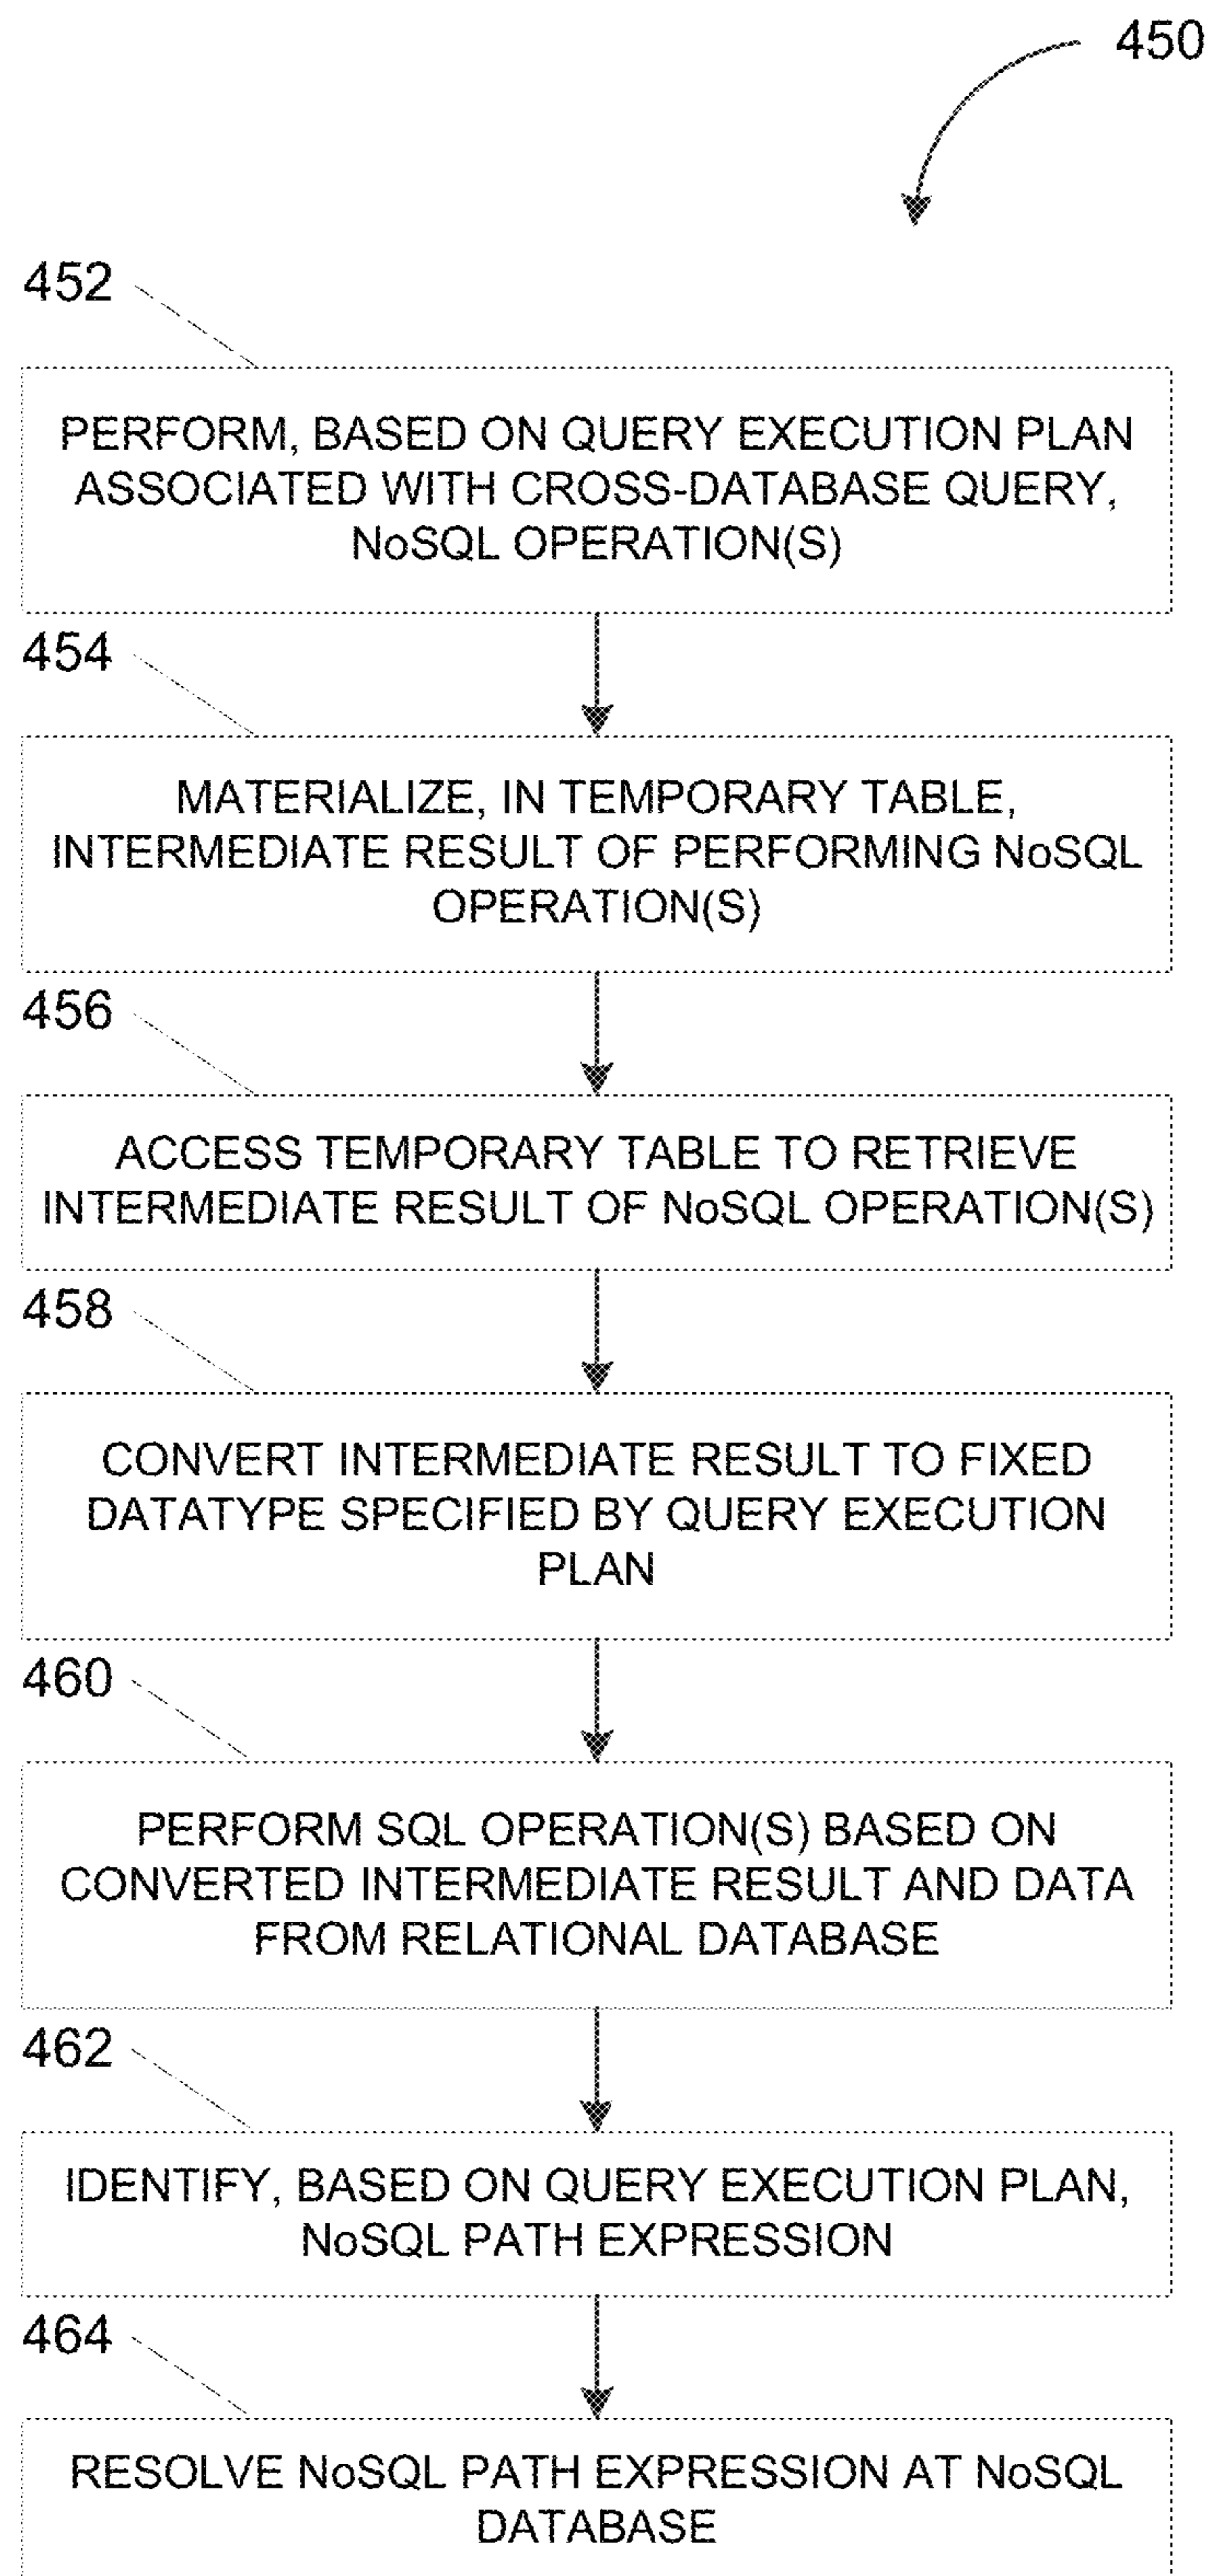 450
452
PERFORM, BASED ON QUERY EXECUTION PLAN
ASSOCIATED WITH CROSS-DATABASE QUERY,
NoSQL OPERATION(S)
454
MATERIALIZE, IN TEMPORARY TABLE,
INTERMEDIATE RESULT OF PERFORMING NoSQL
OPERATION(S)
456
ACCESS TEMPORARY TABLE TO RETRIEVE
INTERMEDIATE RESULT OF NoSQL OPERATION(S)
458
CONVERT INTERMEDIATE RESULT TO FIXED
DATATYPE SPECIFIED BY QUERY EXECUTION
PLAN
460
PERFORM SQL OPERATION(S) BASED ON
CONVERTED INTERMEDIATE RESULT AND DATA
FROM RELATIONAL DATABASE
462
IDENTIFY, BASED ON QUERY EXECUTION PLAN,
NoSQL PATH EXPRESSION
464
RESOLVE NoSQL PATH EXPRESSION AT NoSQL
DATABASE